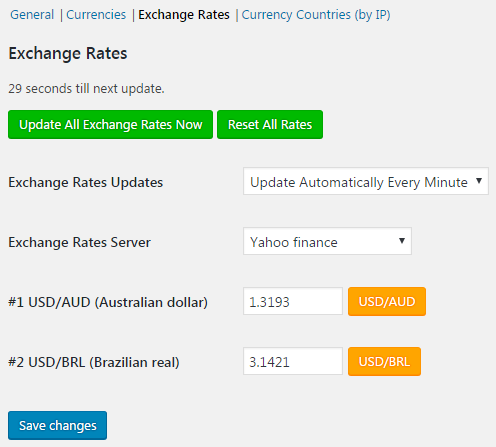 General | Currencies | Exchange Rates | Currency Countries (by IP)
Exchange Rates
29 seconds till next update.
Update All Exchange Rates Now Reset All Rates
Exchange Rates Updates Update Automatically Every Minute
Exchange Rates Server Yahoo finance
#1 USD/AUD (Australian dollar) 1.3193 USD/AUD
#2 USD/BRL (Brazilian real) 3.1421 USD/BRL
Save changes